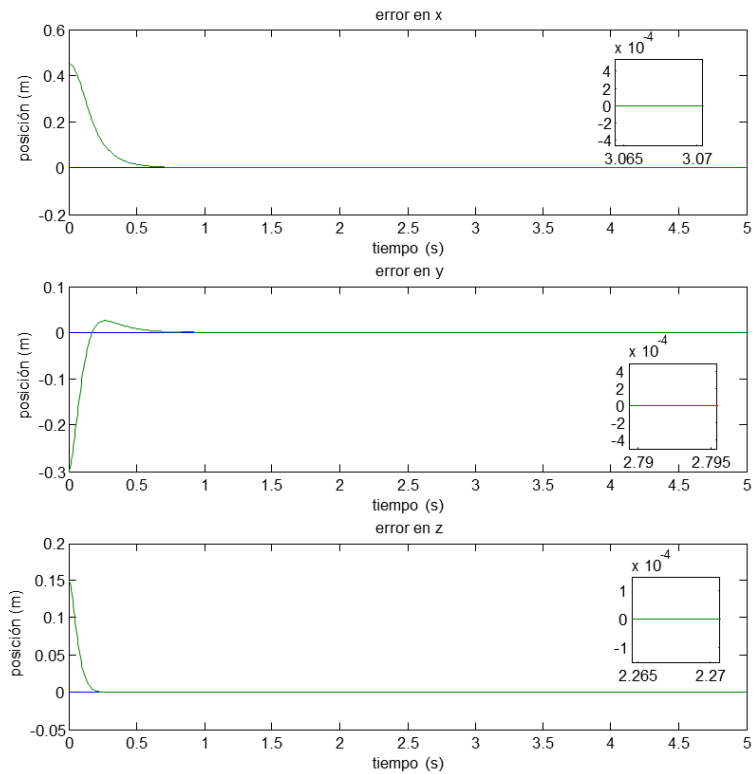 error en x
0.6
0.4
0.2
0
-0.2
posición (m)
x 10^-4
4
2
0
-2
-4
3.065 3.07
0 0.5 1 1.5 2 2.5 3 3.5 4 4.5 5
tiempo (s)
error en y
0.1
0
-0.1
-0.2
-0.3
posición (m)
x 10^-4
4
2
0
-2
-4
2.79 2.795
0 0.5 1 1.5 2 2.5 3 3.5 4 4.5 5
tiempo (s)
error en z
0.2
0.15
0.1
0.05
0
-0.05
posición (m)
x 10^-4
1
0
-1
2.265 2.27
0 0.5 1 1.5 2 2.5 3 3.5 4 4.5 5
tiempo (s)